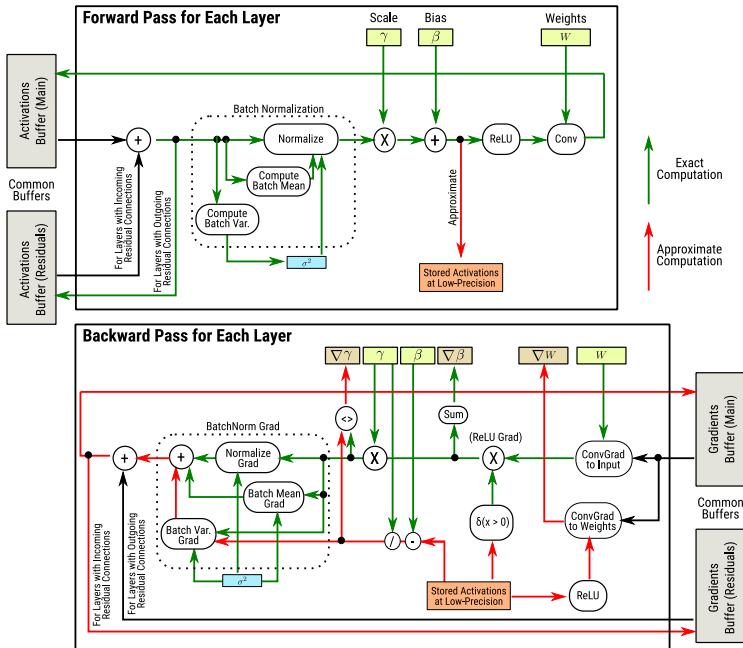 Forward Pass for Each Layer
Scale
Bias
Weights
γ
β
W
Activations
Buffer (Main)
Batch Normalization
+
Normalize
X
+
ReLU
Conv
Compute
Batch Mean
Compute
Batch Var.
σ²
Common
Buffers
For Layers with Incoming
Residual Connections
For Layers with Outgoing
Residual Connections
Approximate
Stored Activations
at Low-Precision
Activations
Buffer (Residuals)
Exact
Computation
Approximate
Computation
Backward Pass for Each Layer
∇γ
γ
β
∇β
∇W
W
<>
Sum
BatchNorm Grad
(ReLU Grad)
+
+
Normalize
Grad
X
X
ConvGrad
to Input
Gradients
Buffer (Main)
Batch Mean
Grad
Batch Var.
Grad
δ(x > 0)
ConvGrad
to Weights
Common
Buffers
/
-
σ²
Stored Activations
at Low-Precision
ReLU
For Layers with Incoming
Residual Connections
For Layers with Outgoing
Residual Connections
Gradients
Buffer (Residuals)